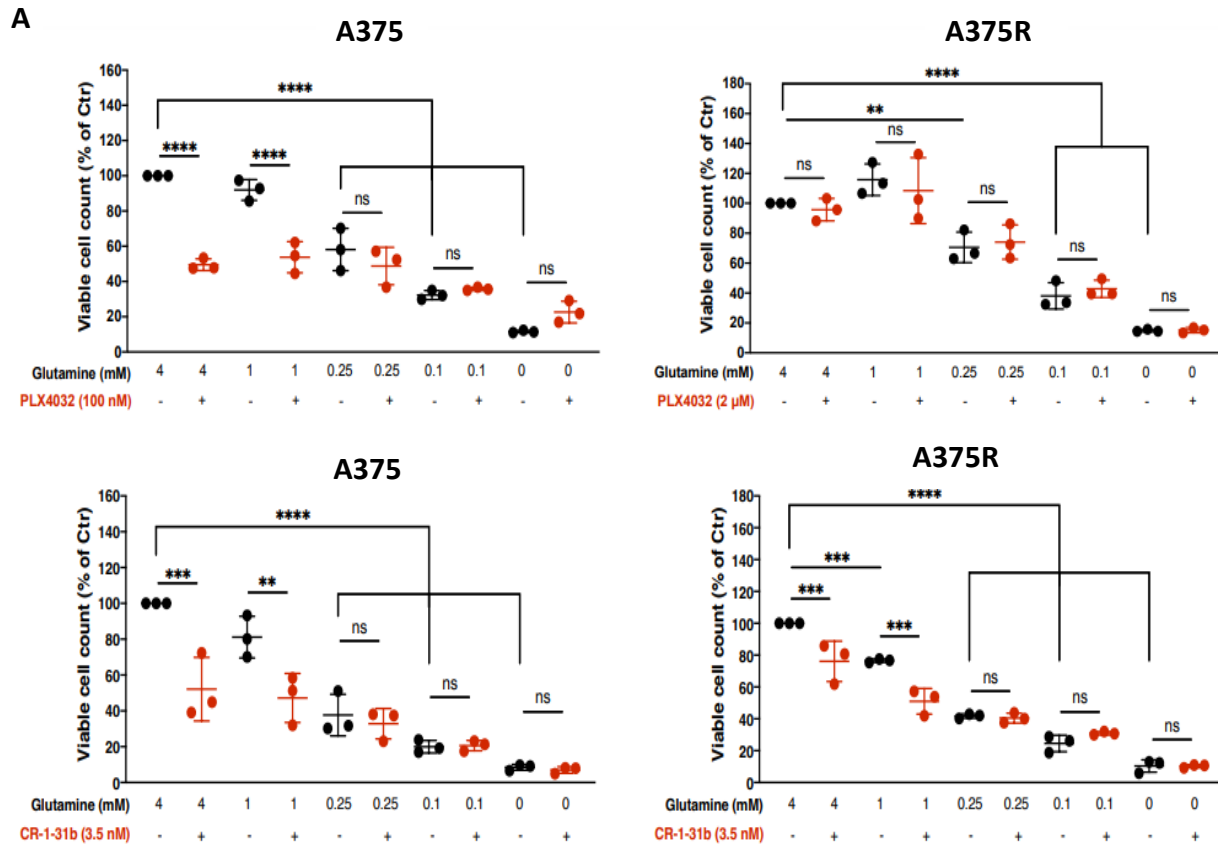 A
A375
Viable cell count (% of Ctr)
160
140
120
100
80
60
40
20
0
****
****
****
ns
ns
ns
Glutamine (mM) 4 4 1 1 0.25 0.25 0.1 0.1 0 0
PLX4032 (100 nM) - + - + - + - + - +
A375R
Viable cell count (% of Ctr)
180
160
140
120
100
80
60
40
20
0
****
**
ns
ns
ns
ns
ns
Glutamine (mM) 4 4 1 1 0.25 0.25 0.1 0.1 0 0
PLX4032 (2 µM) - + - + - + - + - +
A375
Viable cell count (% of Ctr)
160
140
120
100
80
60
40
20
0
****
***
**
ns
ns
ns
Glutamine (mM) 4 4 1 1 0.25 0.25 0.1 0.1 0 0
CR-1-31b (3.5 nM) - + - + - + - + - +
A375R
Viable cell count (% of Ctr)
180
160
140
120
100
80
60
40
20
0
****
***
***
***
ns
ns
ns
Glutamine (mM) 4 4 1 1 0.25 0.25 0.1 0.1 0 0
CR-1-31b (3.5 nM) - + - + - + - + - +